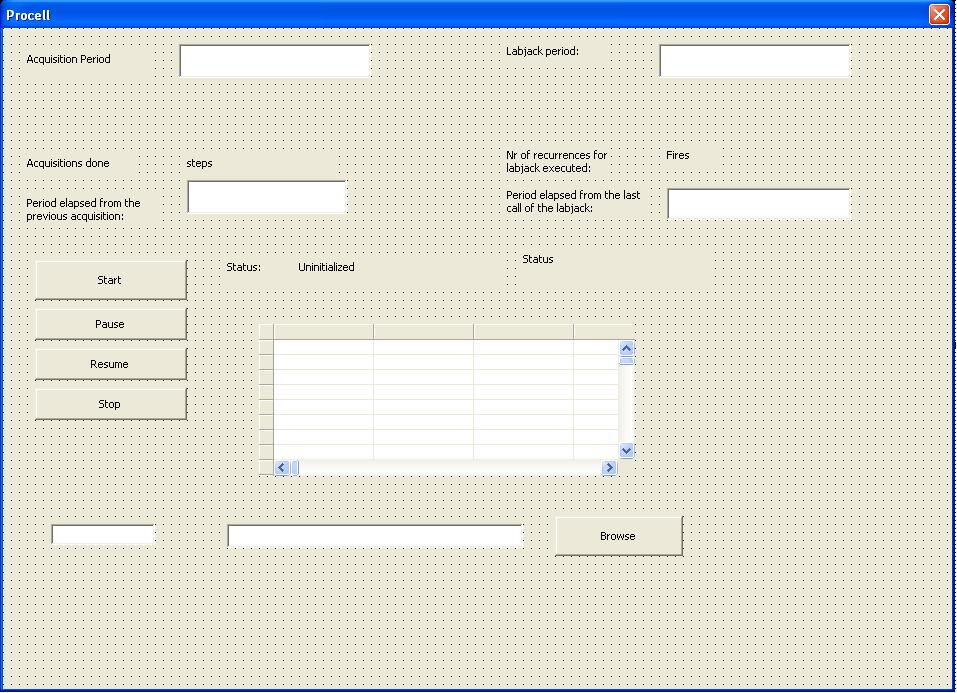 Procell
Acquisition Period
Labjack period:
Acquisitions done
steps
Nr of recurrences for
labjack executed:
Fires
Period elapsed from the
previous acquisition:
Period elapsed from the last
call of the labjack:
Status:
Uninitialized
Status
Start
Pause
Resume
Stop
Browse